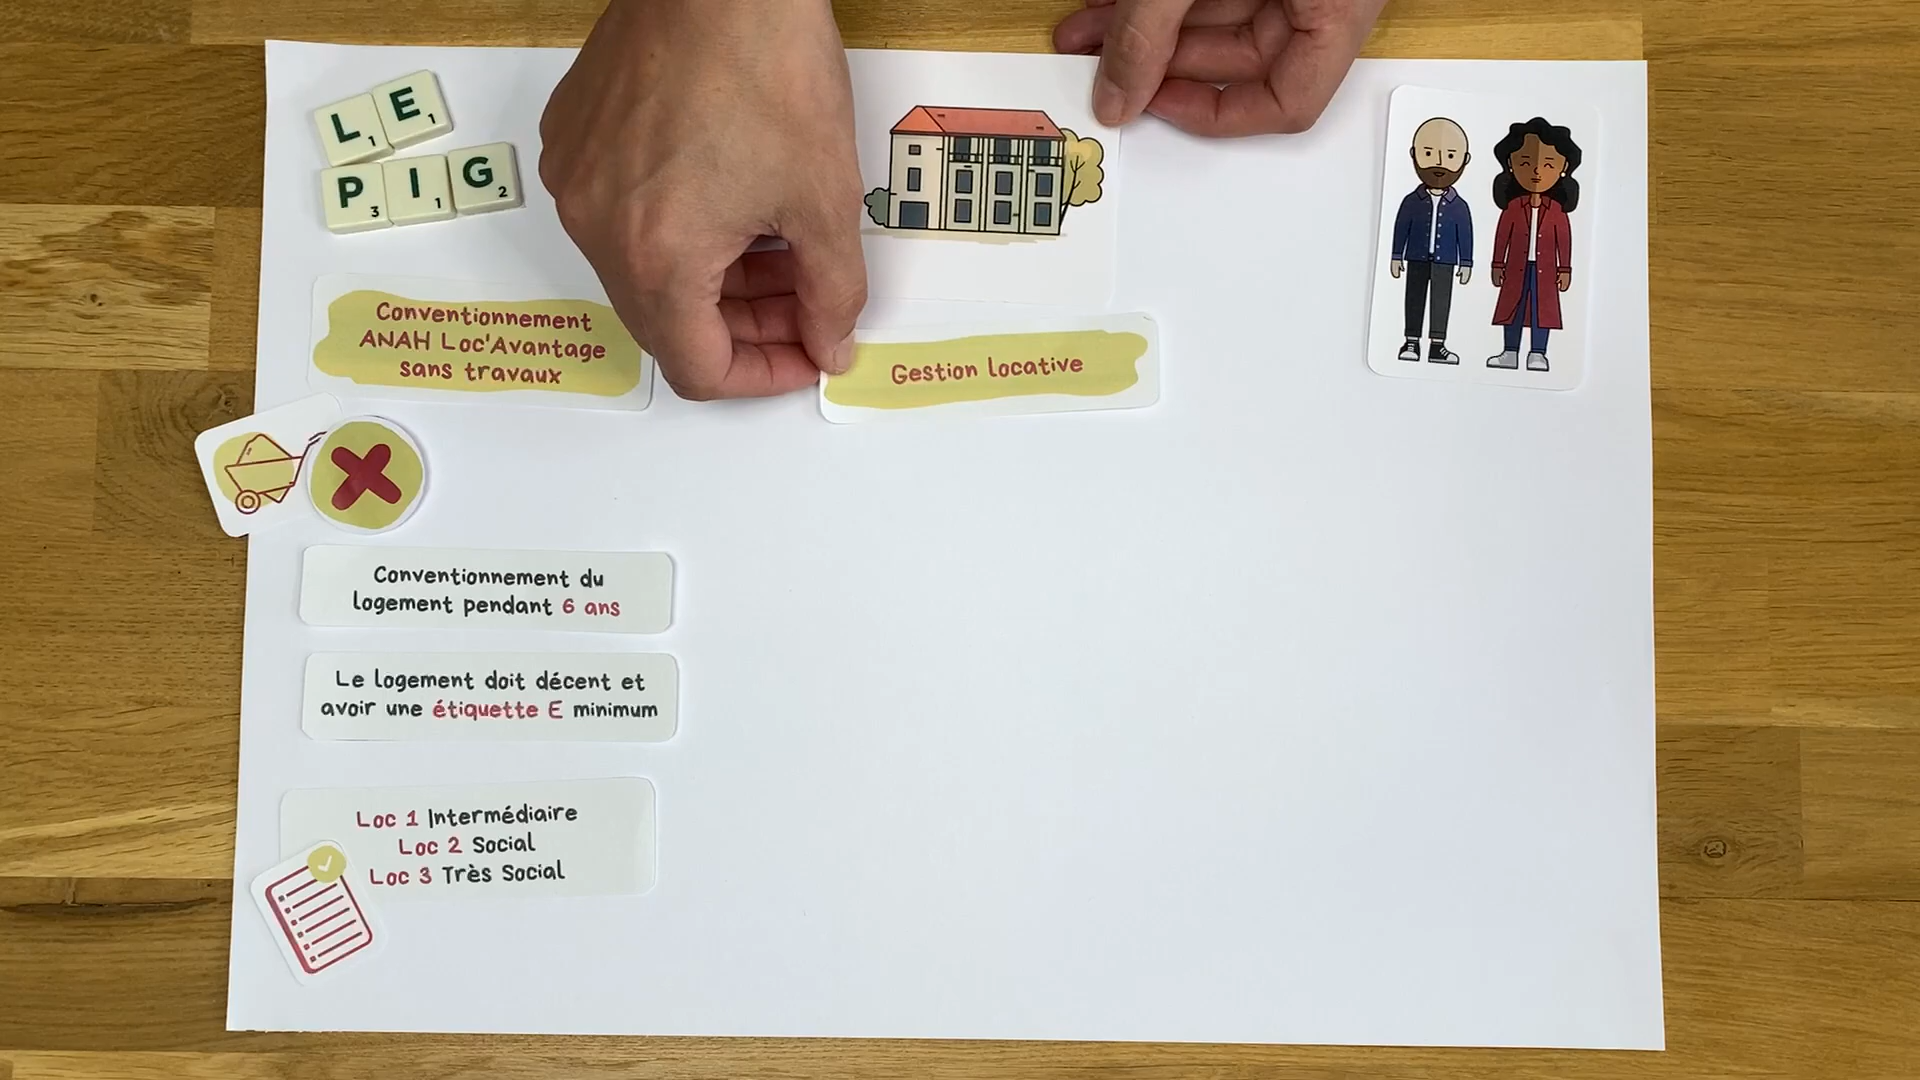 LE
PIG
Conventionnement
ANAH Loc'Avantage
sans travaux
Gestion locative
Conventionnement du
logement pendant 6 ans
Le logement doit décent et
avoir une étiquette E minimum
Loc 1 Intermédiaire
Loc 2 Social
Loc 3 Très Social